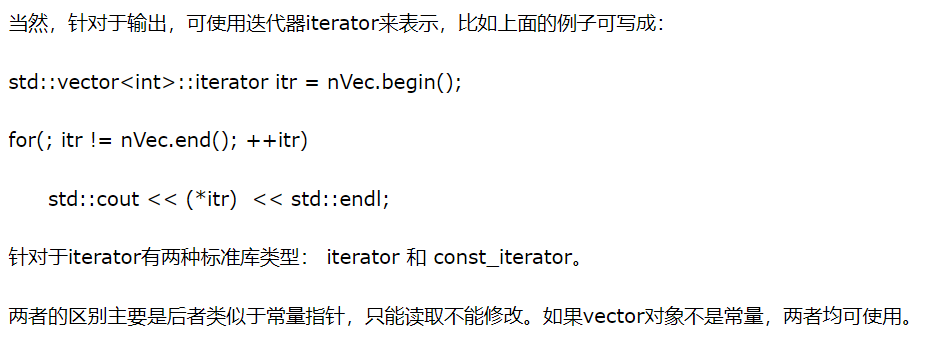 当然，针对于输出，可使用迭代器iterator来表示，比如上面的例子可写成：
std::vector<int>::iterator itr = nVec.begin();
for(; itr != nVec.end(); ++itr)
std::cout << (*itr)  << std::endl;
针对于iterator有两种标准库类型： iterator 和 const_iterator。
两者的区别主要是后者类似于常量指针，只能读取不能修改。如果vector对象不是常量，两者均可使用。